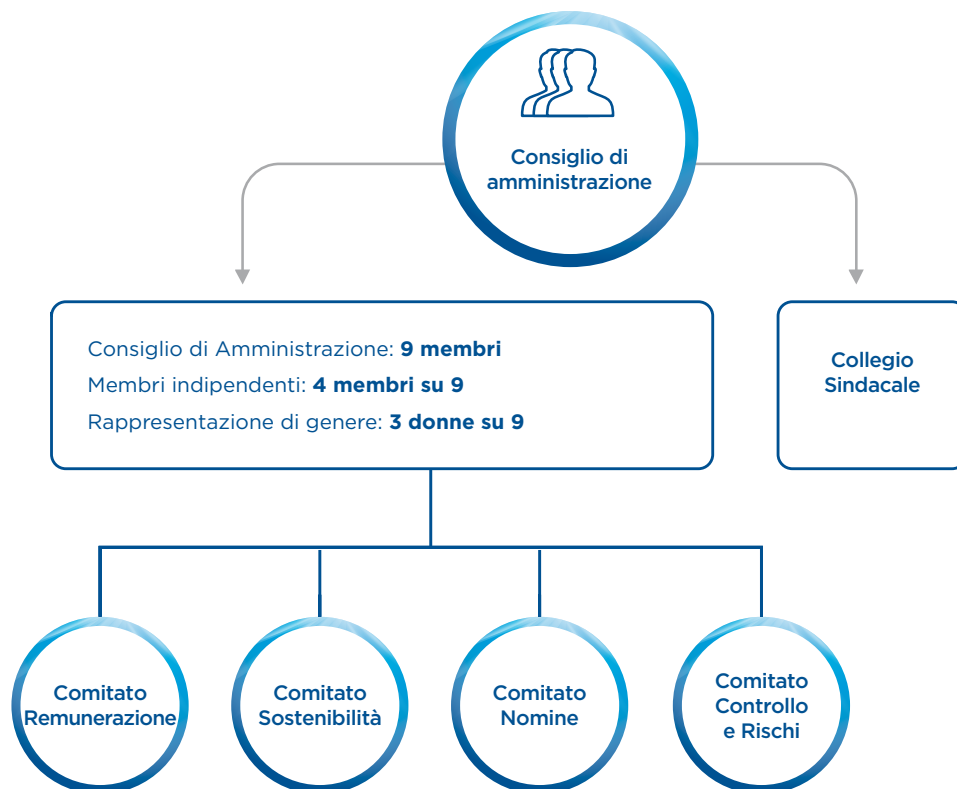 Consiglio di
amministrazione
Consiglio di Amministrazione: 9 membri
Membri indipendenti: 4 membri su 9
Rappresentazione di genere: 3 donne su 9
Collegio
Sindacale
Comitato
Remunerazione
Comitato
Sostenibilità
Comitato
Nomine
Comitato
Controllo
e Rischi